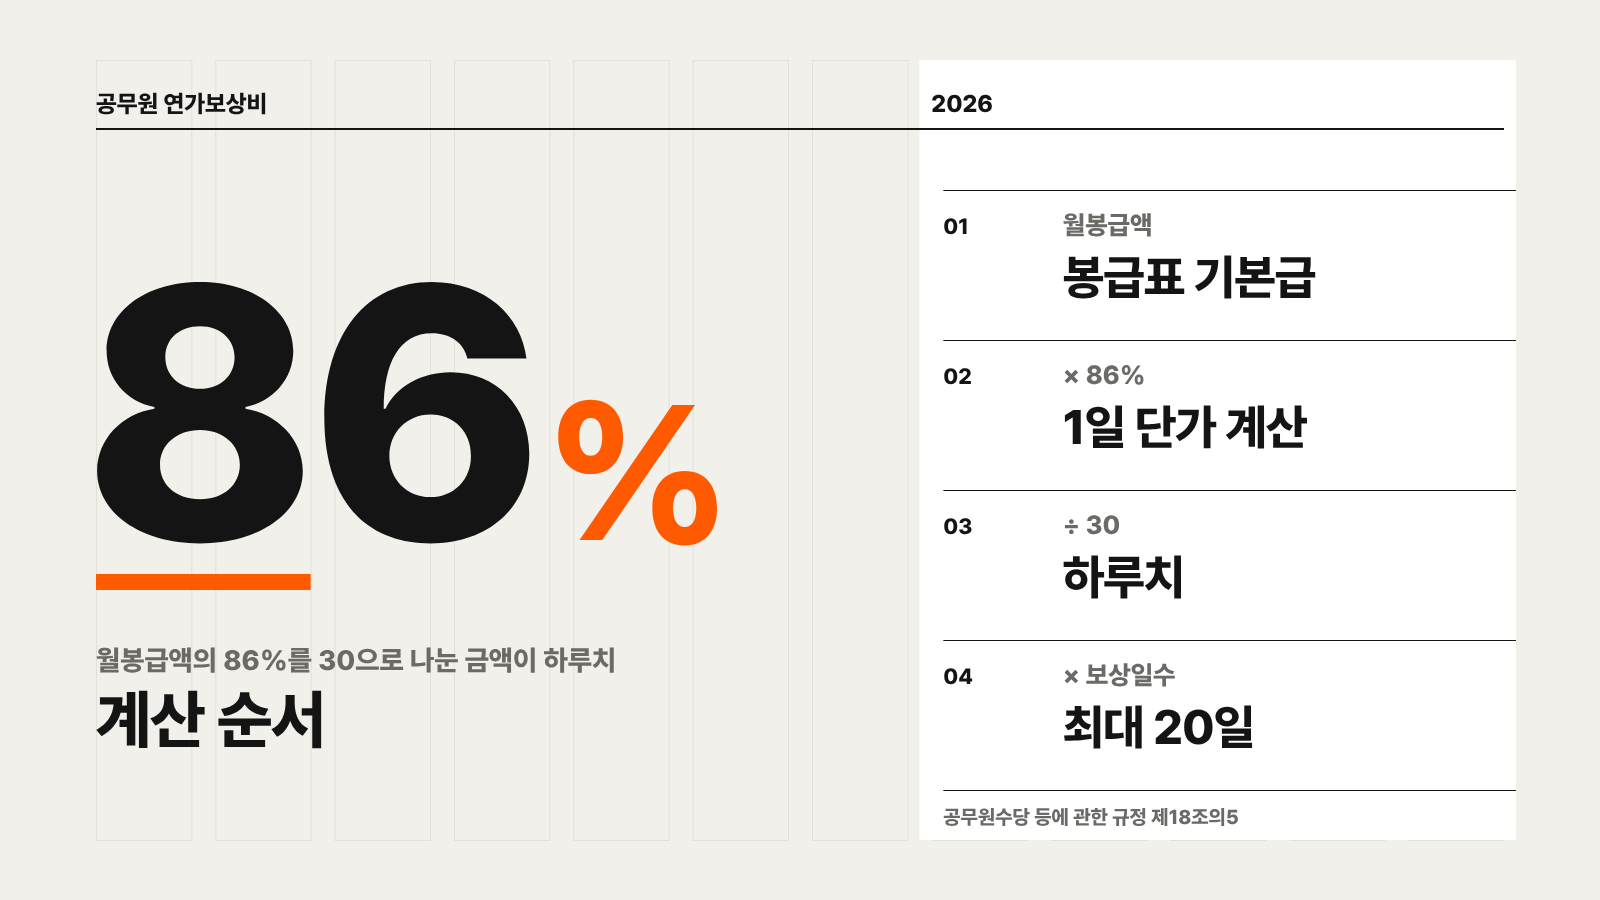 공무원 연가보상비
2026
86%
월봉급액의 86%를 30으로 나눈 금액이 하루치
계산 순서
01
월봉급액
봉급표 기본급
02
× 86%
1일 단가 계산
03
÷ 30
하루치
04
× 보상일수
최대 20일
공무원수당 등에 관한 규정 제18조의5